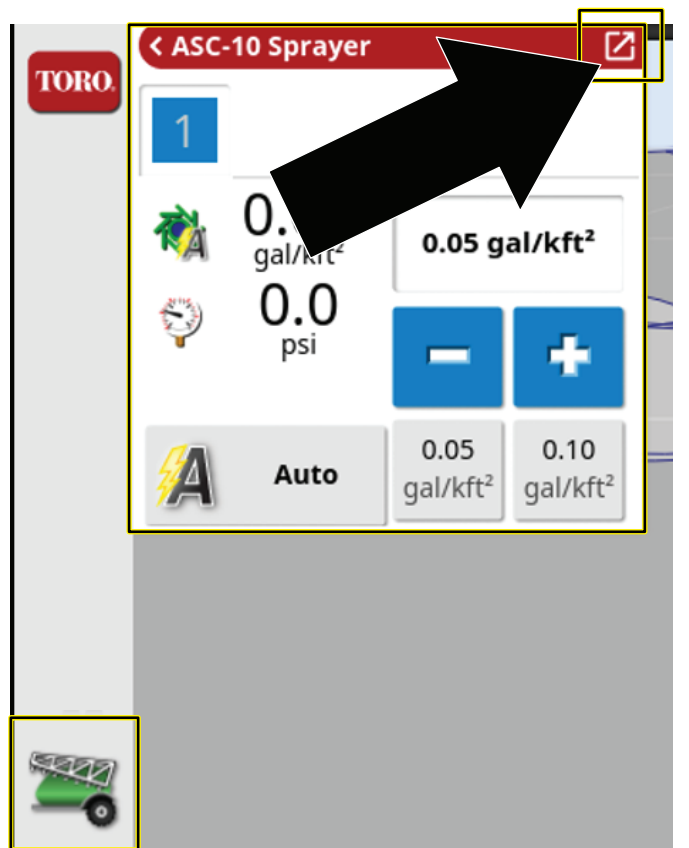 ASC-10 Sprayer
TORO.
1
0.
gal/kft²
0.05 gal/kft²
0.0
psi
A Auto
0.05
gal/kft²
0.10
gal/kft²